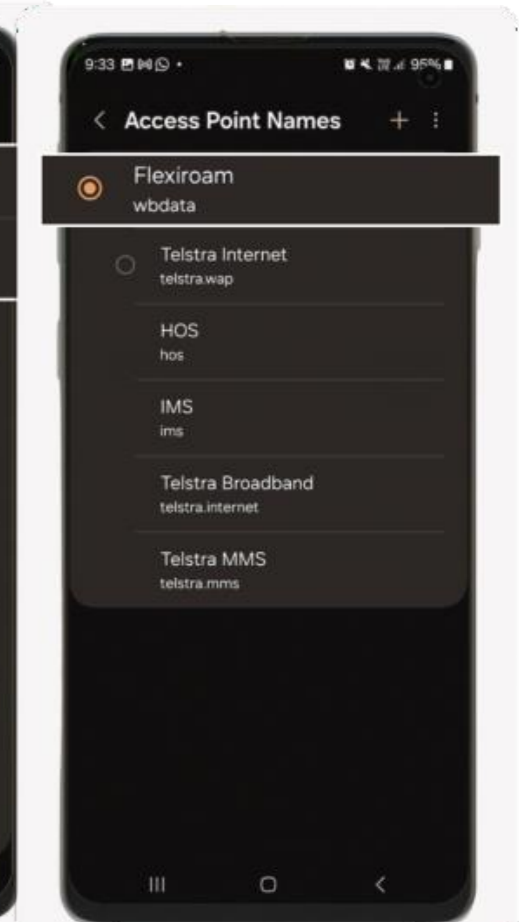 9:33
95%
Access Point Names
Flexiroam
wbdata
Telstra Internet
telstra.wap
HOS
hos
IMS
ims
Telstra Broadband
telstra.internet
Telstra MMS
telstra.mms